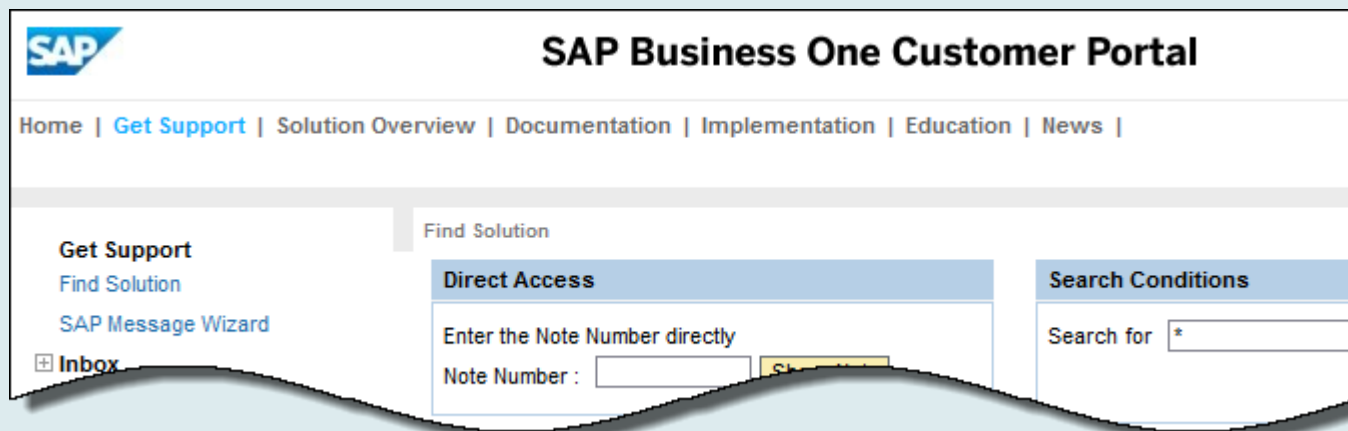 SAP
SAP Business One Customer Portal
Home | Get Support | Solution Overview | Documentation | Implementation | Education | News |
Find Solution
Get Support
Find Solution
SAP Message Wizard
Inbox
Direct Access
Enter the Note Number directly
Note Number :
Search Conditions
Search for *